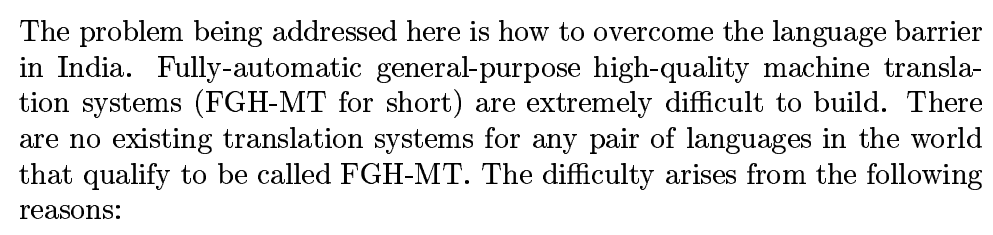 The problem being addressed here is how to overcome the language barrier
in India. Fully-automatic general-purpose high-quality machine transla-
tion systems (FGH-MT for short) are extremely difficult to build. There
are no existing translation systems for any pair of languages in the world
that qualify to be called FGH-MT. The difficulty arises from the following
reasons: